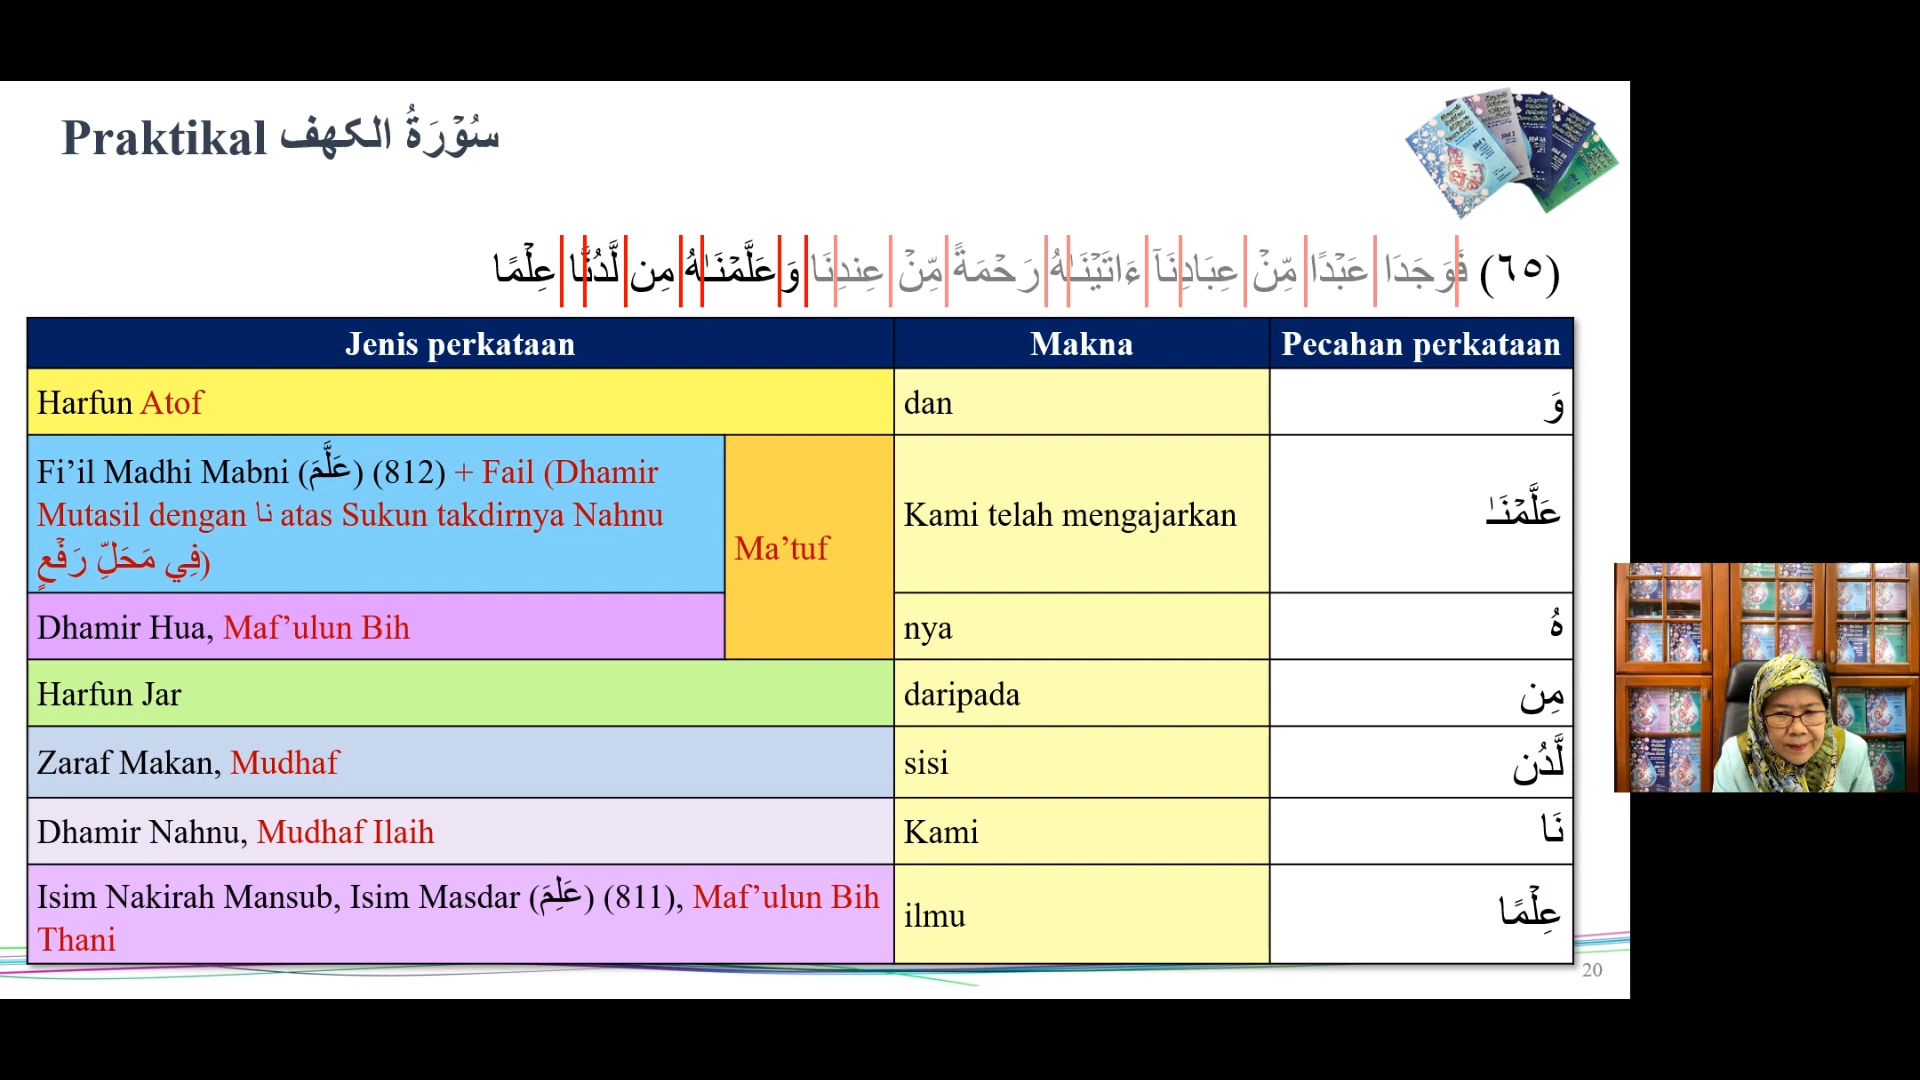 Praktikal سُوۡرَةُ الكهف
(٦٥) فَوَجَدَا عَبۡدًا مِّنۡ عِبَادِنَآ ءَاتَيۡنَـٰهُ رَحۡمَةً مِّنۡ عِندِنَا وَعَلَّمۡنَـٰهُ مِن لَّدُنَّا عِلۡمًا
Jenis perkataan Makna Pecahan perkataan
Harfun Atof dan وَ
Fi’il Madhi Mabni (عَلَّمَ) (812) + Fail (Dhamir
Mutasil dengan نا atas Sukun takdirnya Nahnu
فِي مَحَلِّ رَفۡعٍ)
Ma’tuf
Kami telah mengajarkan عَلَّمۡنَـٰ
Dhamir Hua, Maf’ulun Bih nya هُ
Harfun Jar daripada مِن
Zaraf Makan, Mudhaf sisi لَّدُن
Dhamir Nahnu, Mudhaf Ilaih Kami نَا
Isim Nakirah Mansub, Isim Masdar (عَلِمَ) (811), Maf’ulun Bih
Thani
ilmu عِلۡمًا
20